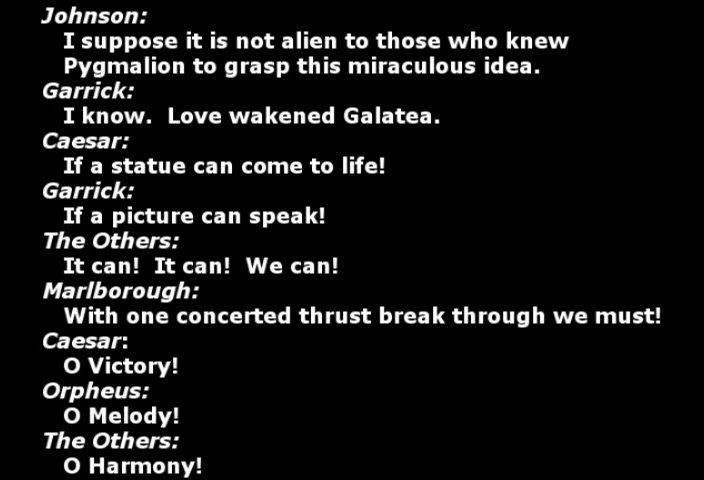 Johnson:
I suppose it is not alien to those who knew
Pygmalion to grasp this miraculous idea.
Garrick:
I know.  Love wakened Galatea.
Caesar:
If a statue can come to life!
Garrick:
If a picture can speak!
The Others:
It can!  It can!  We can!
Marlborough:
With one concerted thrust break through we must!
Caesar:
O Victory!
Orpheus:
O Melody!
The Others:
O Harmony!